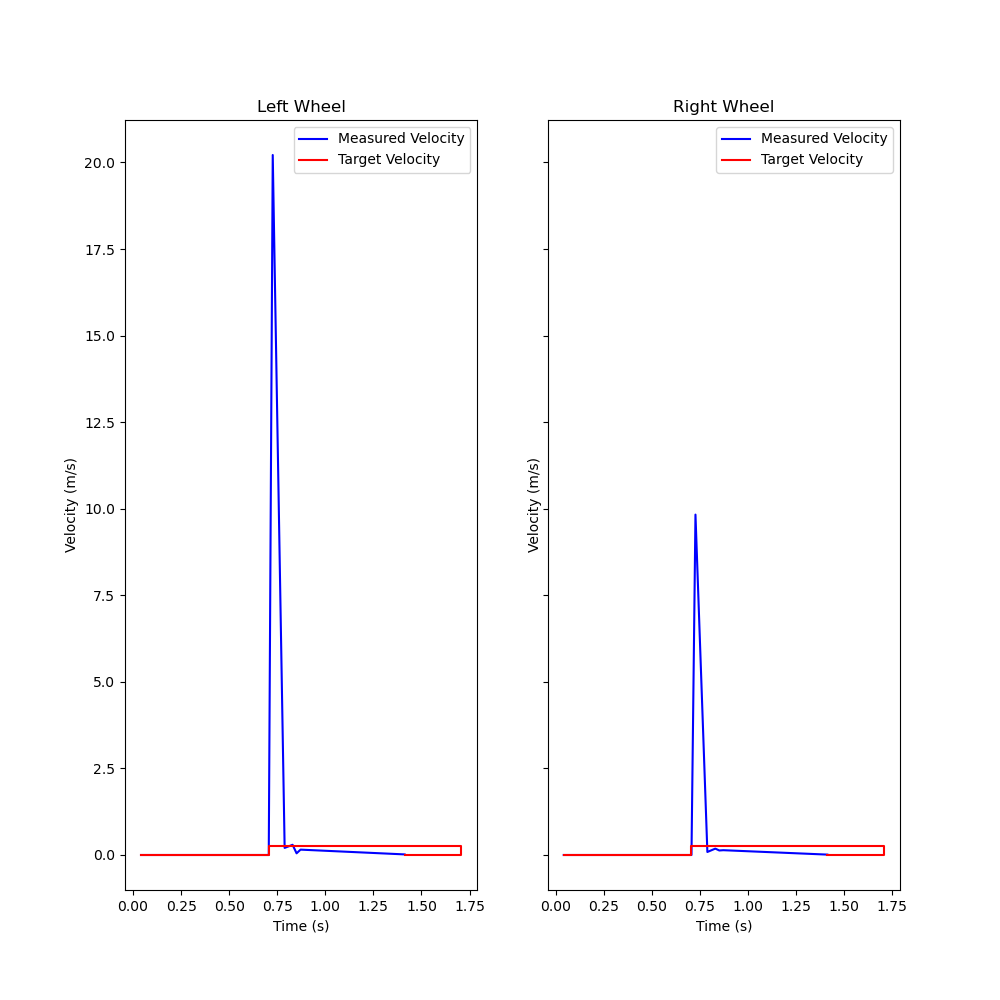 Left Wheel
Measured Velocity
Target Velocity
20.0
17.5
15.0
12.5
10.0
7.5
5.0
2.5
0.0
Velocity (m/s)
0.00 0.25 0.50 0.75 1.00 1.25 1.50 1.75
Time (s)
Right Wheel
Measured Velocity
Target Velocity
Velocity (m/s)
0.00 0.25 0.50 0.75 1.00 1.25 1.50 1.75
Time (s)